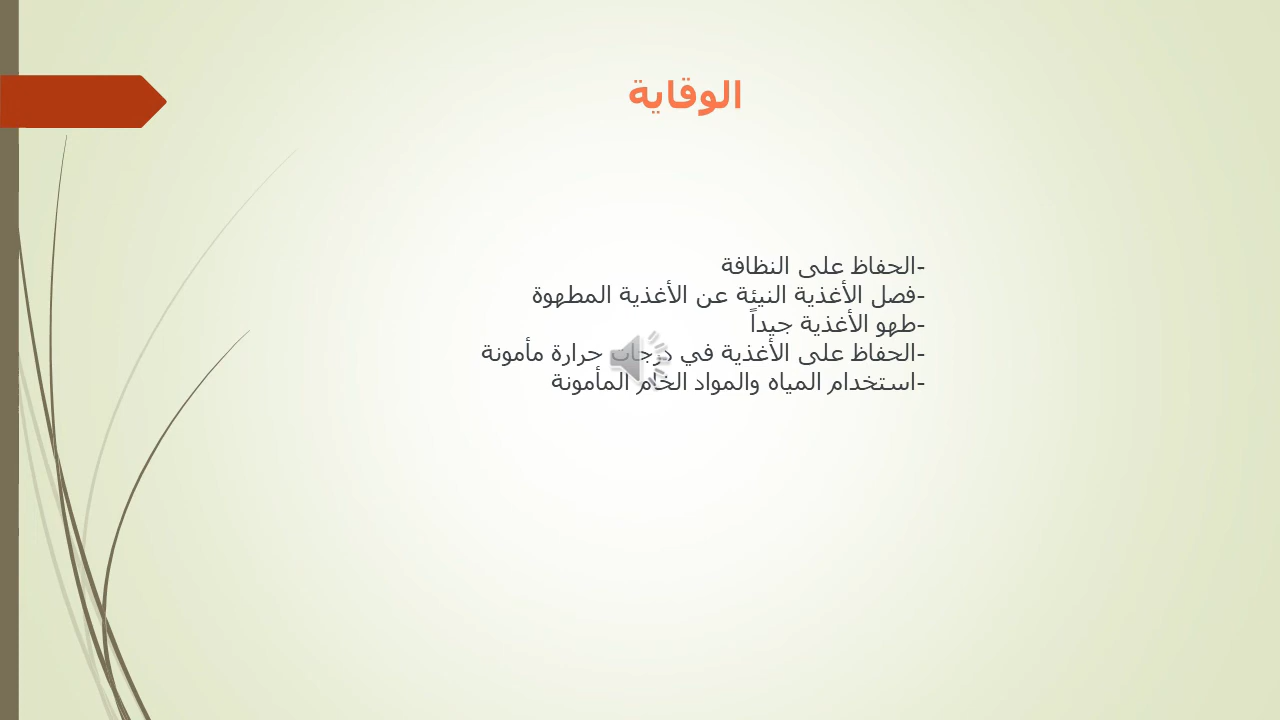 الوقاية
-الحفاظ على النظافة
-فصل الأغذية النيئة عن الأغذية المطهوة
-طهو الأغذية جيداً
-الحفاظ على الأغذية في درجات حرارة مأمونة
-استخدام المياه والمواد الخام المأمونة